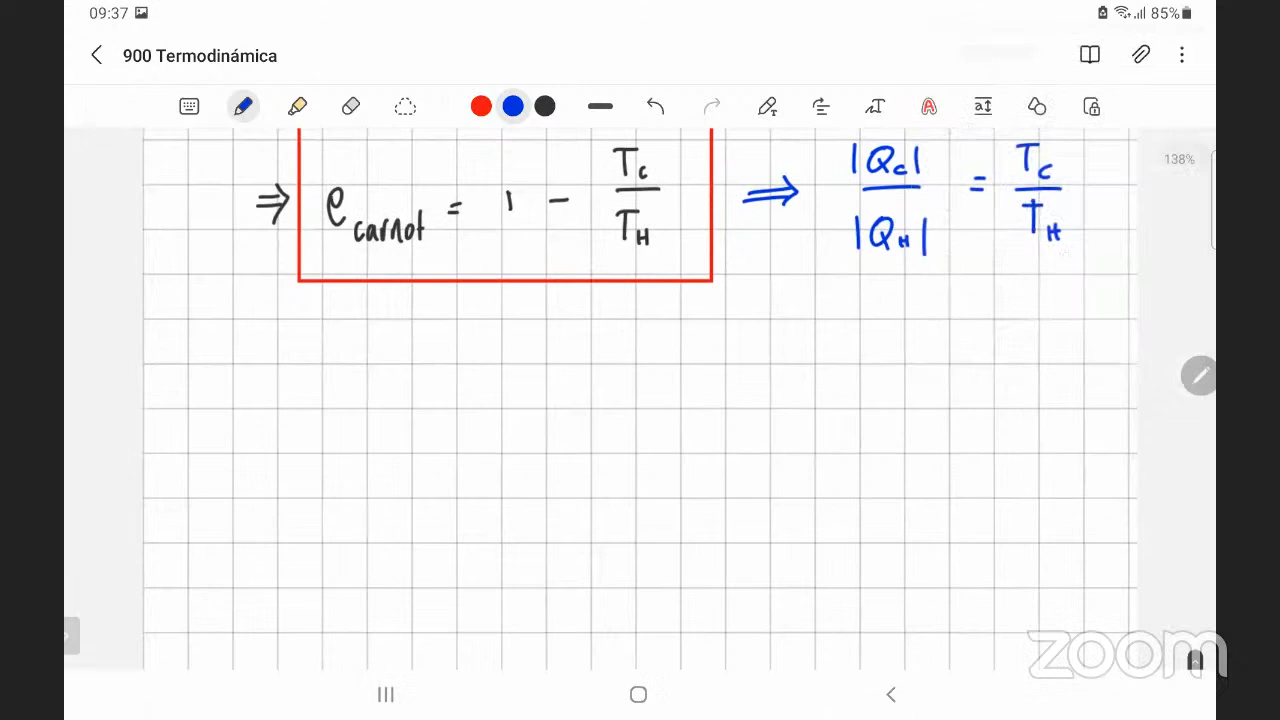 09:37 85%
900 Termodinámica
138%
⇒ e_carnot = 1 - T_C / T_H ⇒ |Q_C| / |Q_H| = T_C / T_H
zoom